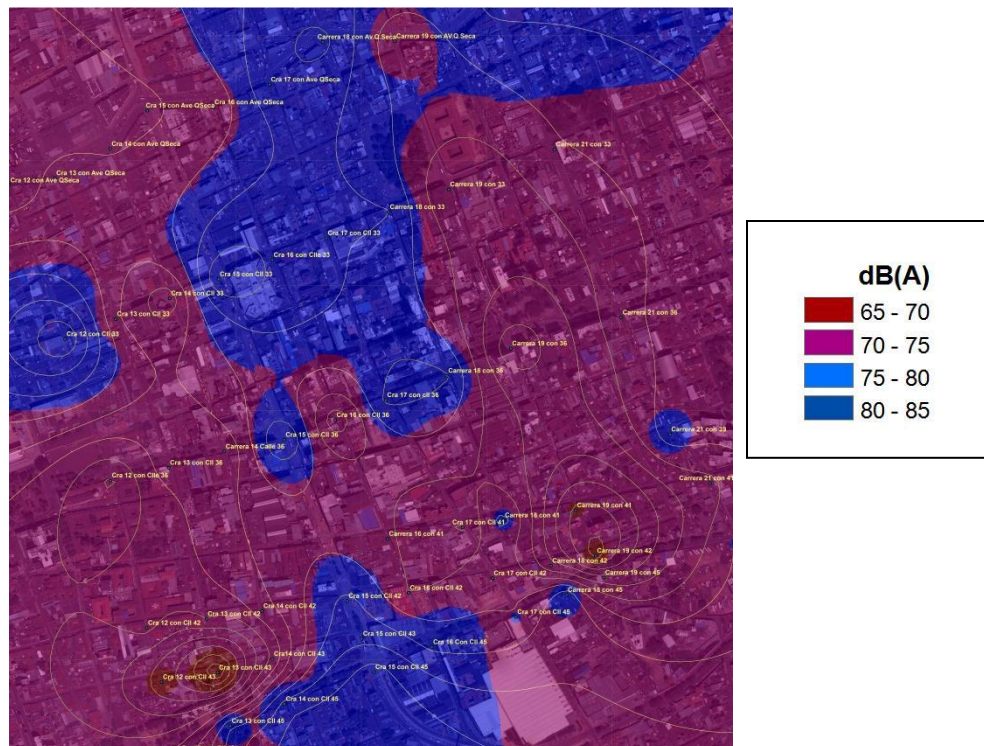 Carrera 18 con AV.Q.Seca
Carrera 19 con AV.Q.Seca
Cra 17 con Ave QSeca
Cra 15 con Ave QSeca
Cra 16 con Ave QSeca
Cra 14 con Ave QSeca
Carrera 21 con 33
Cra 13 con Ave QSeca
Cra 12 con Ave QSeca
Carrera 19 con 33
Carrera 18 con 33
Cra 17 con Cll 33
Cra 16 con Clle 33
Cra 15 con Cll 33
Cra 14 con Cll 33
Cra 13 con Cll 33
Carrera 21 con 36
Cra 12 con Cll 33
Carrera 19 con 36
Carrera 18 con 36
Cra 17 con cll 36
Cra 16 con Cll 36
Carrera 21 con 39
Cra 15 con Cll 36
Carrera 14 Calle 36
Cra 13 con Cll 36
Cra 12 con Clle 36
Carrera 21 con 41
Carrera 19 con 41
Carrera 18 con 41
Cra 17 con Cll 41
Carrera 16 con 41
Carrera 19 con 42
Carrera 18 con 42
Carrera 19 con 45
Cra 17 con Cll 42
Cra 16 con Cll 42
Carrera 18 con 45
Cra 15 con Cll 42
Cra 14 con Cll 42
Cra 13 con Cll 42
Cra 17 con Cll 45
Cra 12 con Cll 42
Cra 15 con Cll 43
Cra 16 Con Cll 45
Cra14 con Cll 43
Cra 13 con Cll 43
Cra 15 con Cll 45
Cra 12 con Cll 43
Cra 14 con Cll 45
Cra 13 con Cll 45
dB(A)
65 - 70
70 - 75
75 - 80
80 - 85